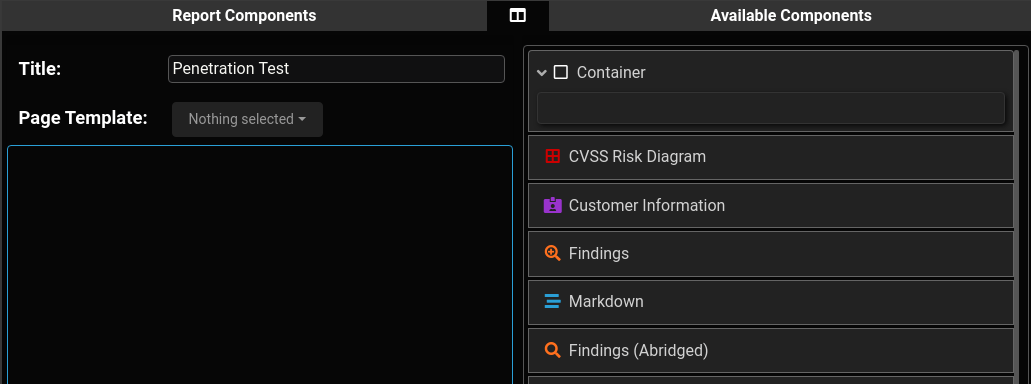 Report Components
Available Components
Title:
Penetration Test
Page Template:
Nothing selected
Container
CVSS Risk Diagram
Customer Information
Findings
Markdown
Findings (Abridged)